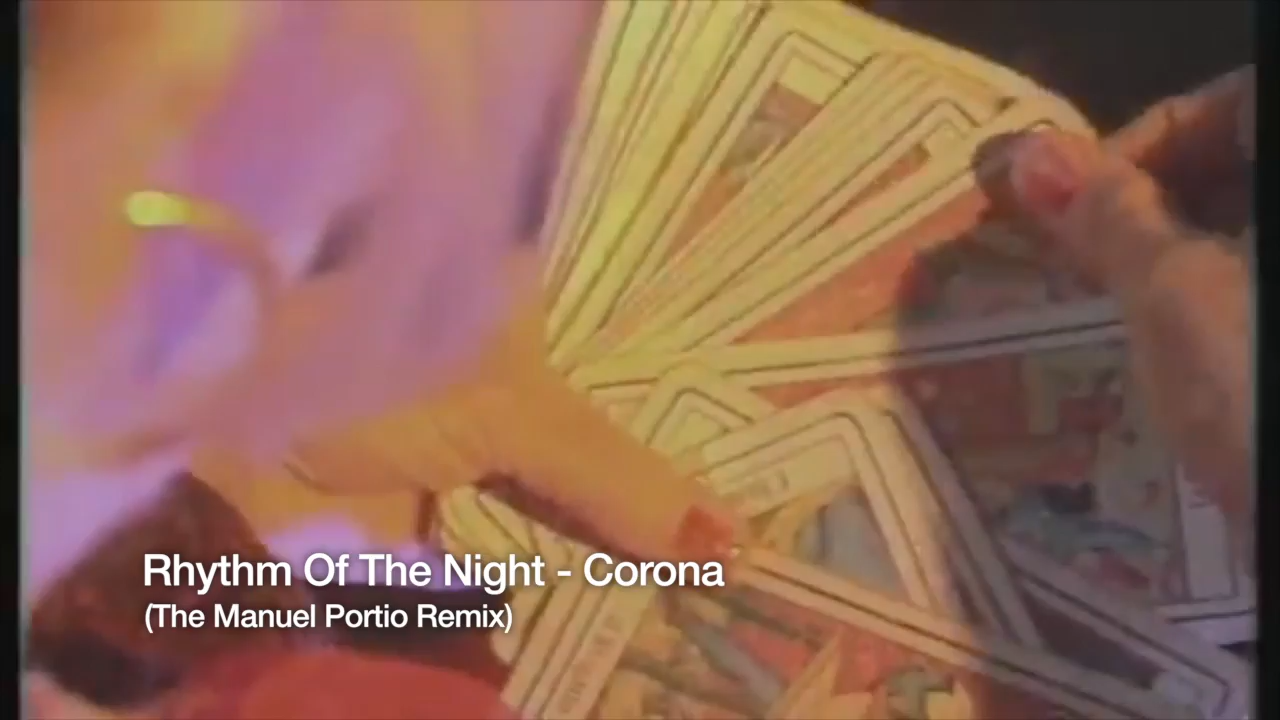 Rhythm Of The Night - Corona
(The Manuel Portio Remix)